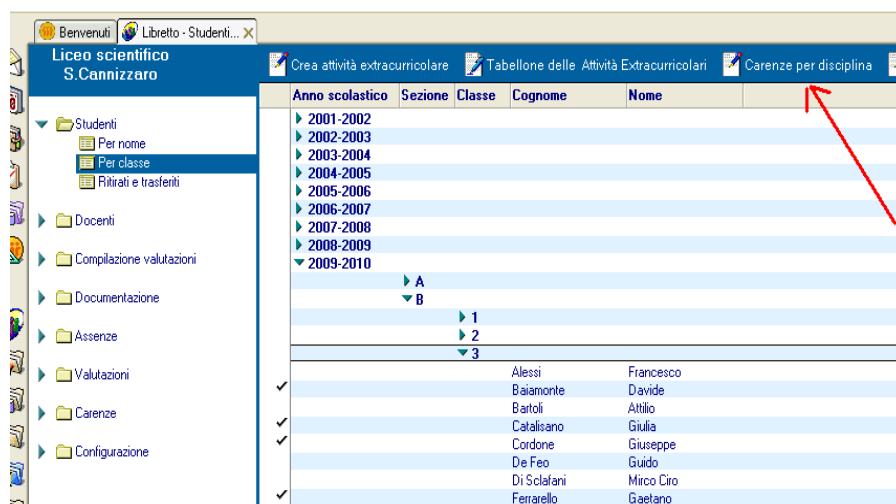 Benvenuti Libretto - Studenti...
Liceo scientifico
S.Cannizzaro
Crea attività extracurricolare Tabellone delle Attività Extracurricolari Carenze per disciplina
Studenti
Per nome
Per classe
Ritirati e trasferiti
Docenti
Compilazione valutazioni
Documentazione
Assenze
Valutazioni
Carenze
Configurazione
Anno scolastico Sezione Classe Cognome Nome
2001-2002
2002-2003
2003-2004
2004-2005
2005-2006
2006-2007
2007-2008
2008-2009
2009-2010
A
B
1
2
3
Alessi Francesco
Baiamonte Davide
Bartoli Attilio
Catalisano Giulia
Cordone Giuseppe
De Feo Guido
Di Sclafani Mirco Ciro
Ferrarello Gaetano